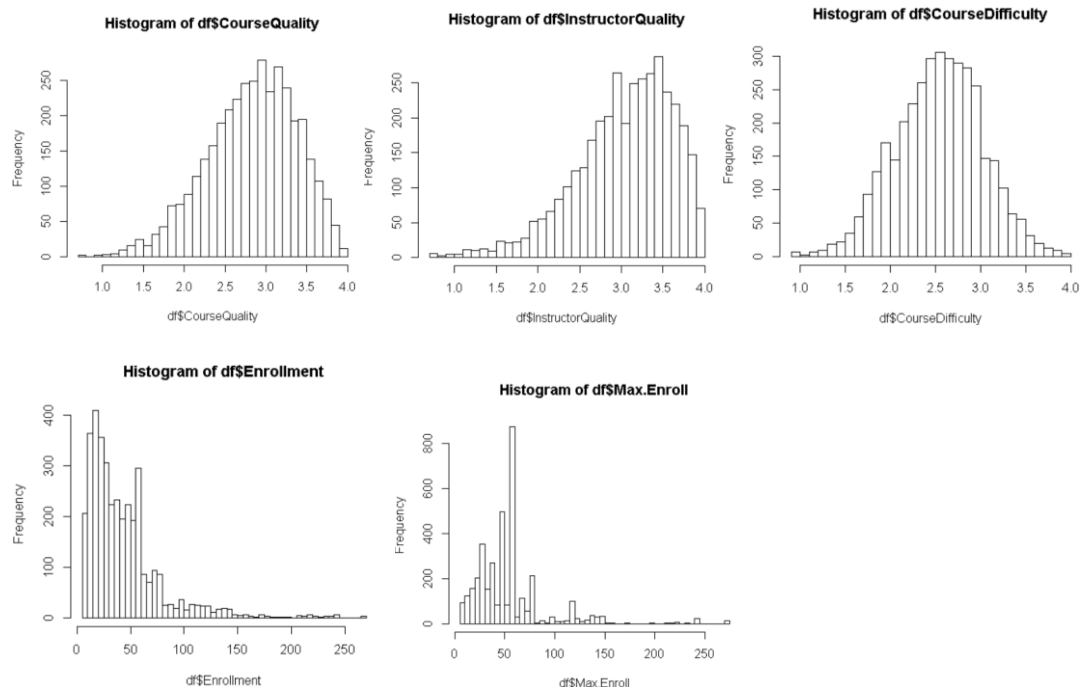 Histogram of df$CourseQuality
Frequency
0 50 100 150 200 250
1.0 1.5 2.0 2.5 3.0 3.5 4.0
df$CourseQuality
Histogram of df$InstructorQuality
Frequency
0 50 100 150 200 250
1.0 1.5 2.0 2.5 3.0 3.5 4.0
df$InstructorQuality
Histogram of df$CourseDifficulty
Frequency
0 50 100 150 200 250 300
1.0 1.5 2.0 2.5 3.0 3.5 4.0
df$CourseDifficulty
Histogram of df$Enrollment
Frequency
0 100 200 300 400
0 50 100 150 200 250
df$Enrollment
Histogram of df$Max.Enroll
Frequency
0 200 400 600 800
0 50 100 150 200 250
df$Max.Enroll